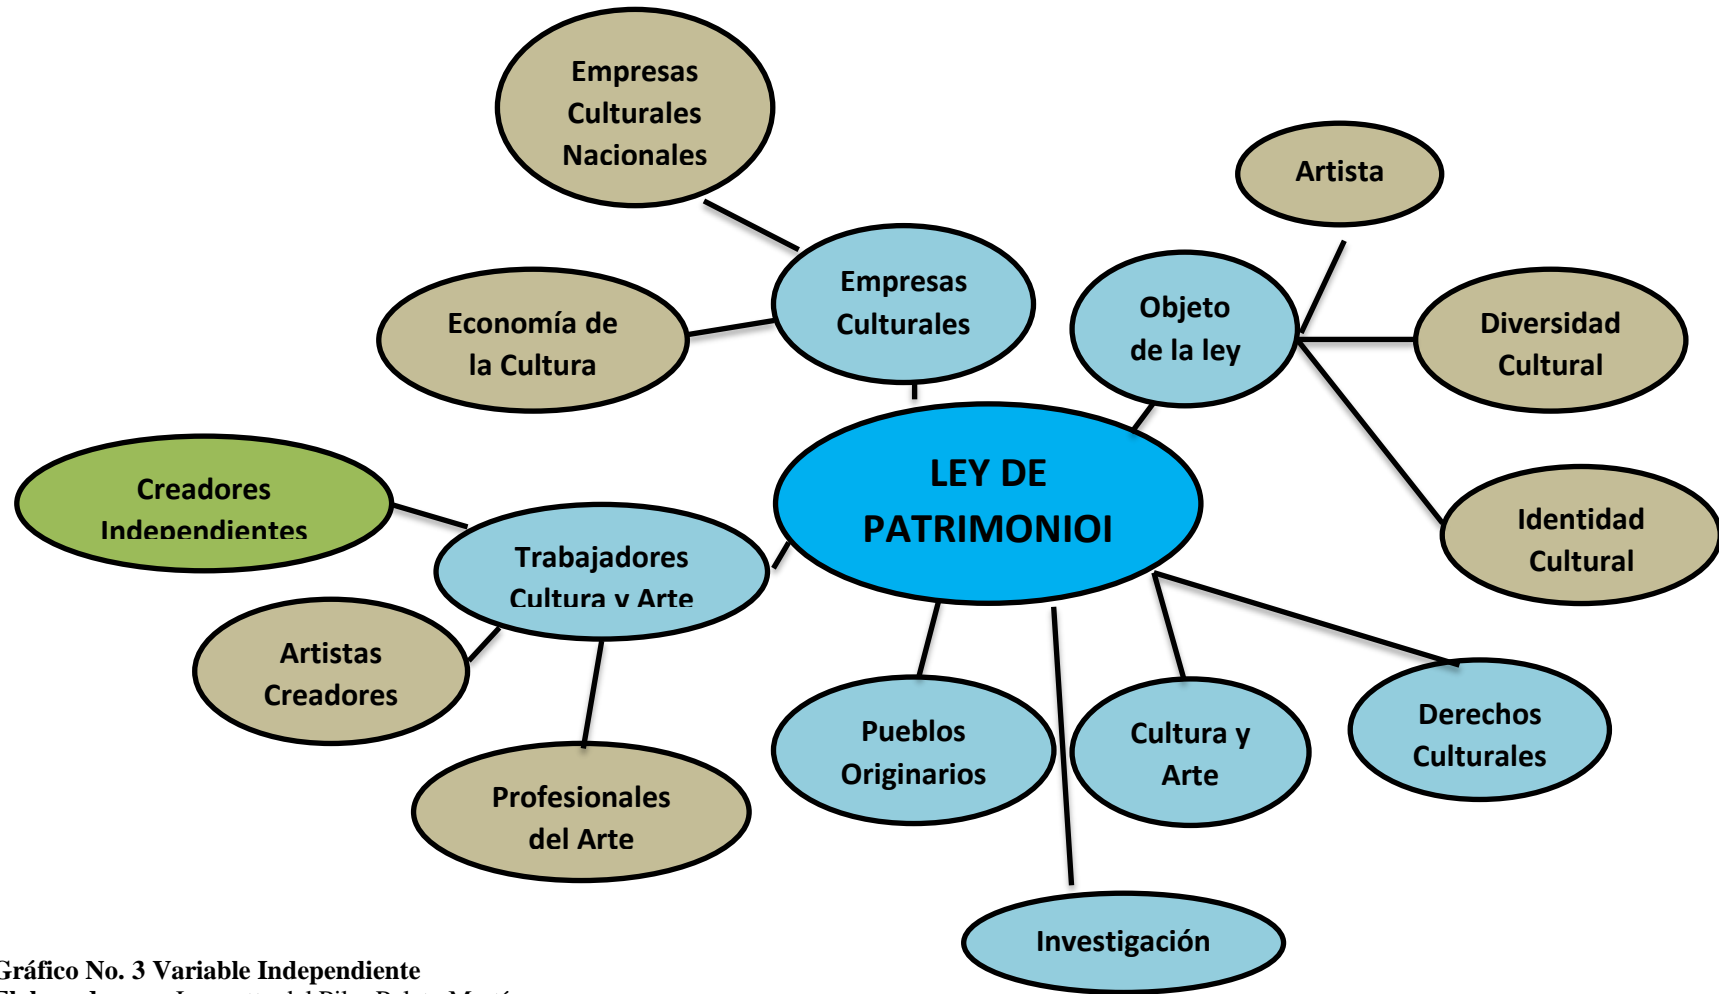 Empresas
Culturales
Nacionales
Artista
Empresas
Culturales
Objeto
de la ley
Economía de
la Cultura
Diversidad
Cultural
LEY DE
PATRIMONIOI
Creadores
Independientes
Identidad
Cultural
Trabajadores
Cultura y Arte
Artistas
Creadores
Pueblos
Originarios
Cultura y
Arte
Derechos
Culturales
Profesionales
del Arte
Investigación
Gráfico No. 3 Variable Independiente